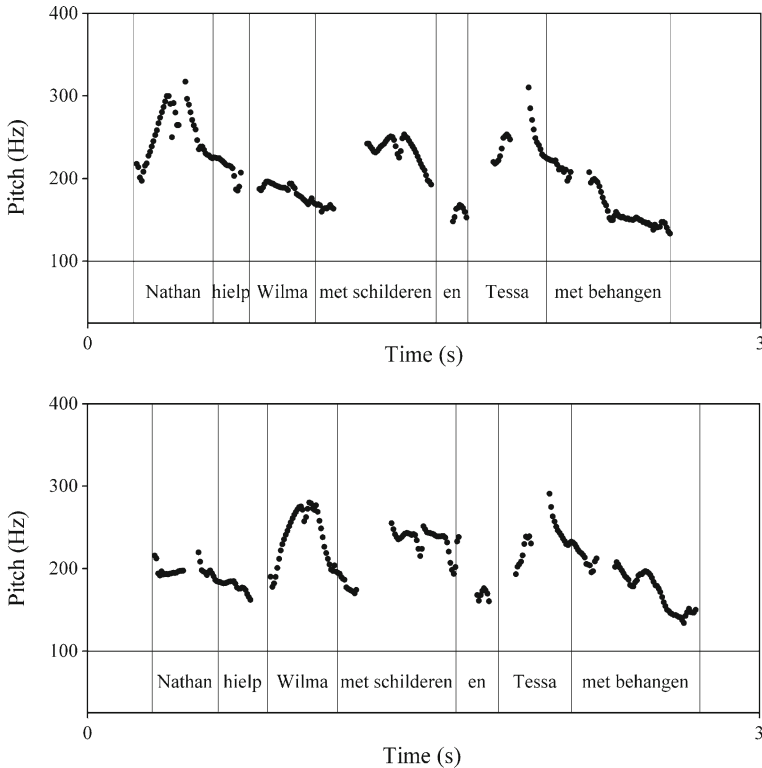 400
300
200
100
Pitch (Hz)
Nathan hielp Wilma met schilderen en Tessa met behangen
0 3
Time (s)
400
300
200
100
Pitch (Hz)
Nathan hielp Wilma met schilderen en Tessa met behangen
0 3
Time (s)